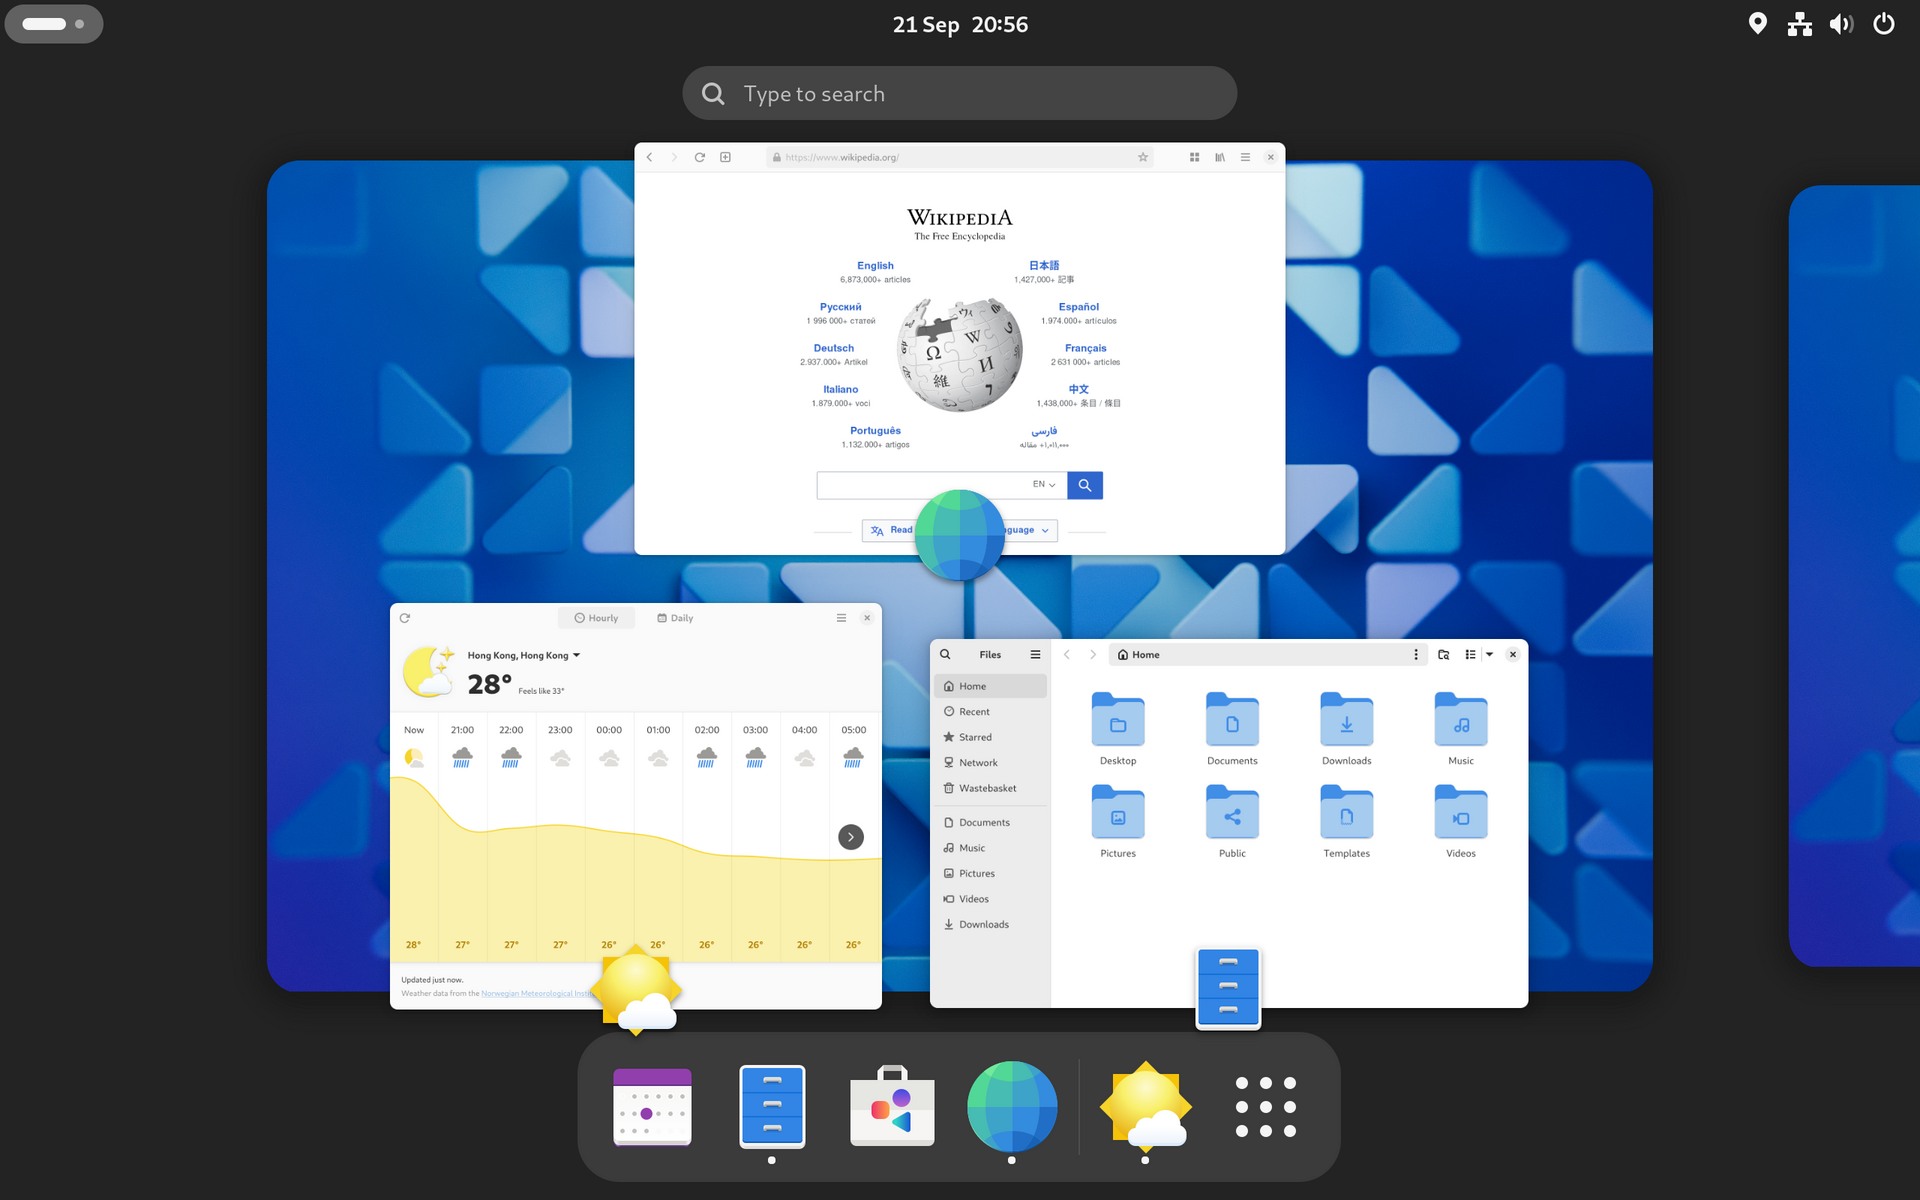 21 Sep 20:56
Type to search
https://www.wikipedia.org/
WIKIPEDIA
The Free Encyclopedia
English
6,873,000+ articles
日本語
1,427,000+ 記事
Русский
1 996 000+ статей
Español
1.974.000+ artículos
Deutsch
2.937.000+ Artikel
Français
2 631 000+ articles
Italiano
1.879.000+ voci
中文
1,438,000+ 条目 / 條目
Português
1.132.000+ artigos
فارسی
۱٬۰۱۱٬۰۰۰+ مقاله
Ω W И 維
EN
Read
nguage
Hourly
Daily
Hong Kong, Hong Kong
28° Feels like 33°
Now 21:00 22:00 23:00 00:00 01:00 02:00 03:00 04:00 05:00
28° 27° 27° 27° 26° 26° 26° 26° 26° 26°
Updated just now.
Weather data from the Norwegian Meteorological Insti
Files
Home
Home
Recent
Starred
Network
Wastebasket
Documents
Music
Pictures
Videos
Downloads
Desktop
Documents
Downloads
Music
Pictures
Public
Templates
Videos